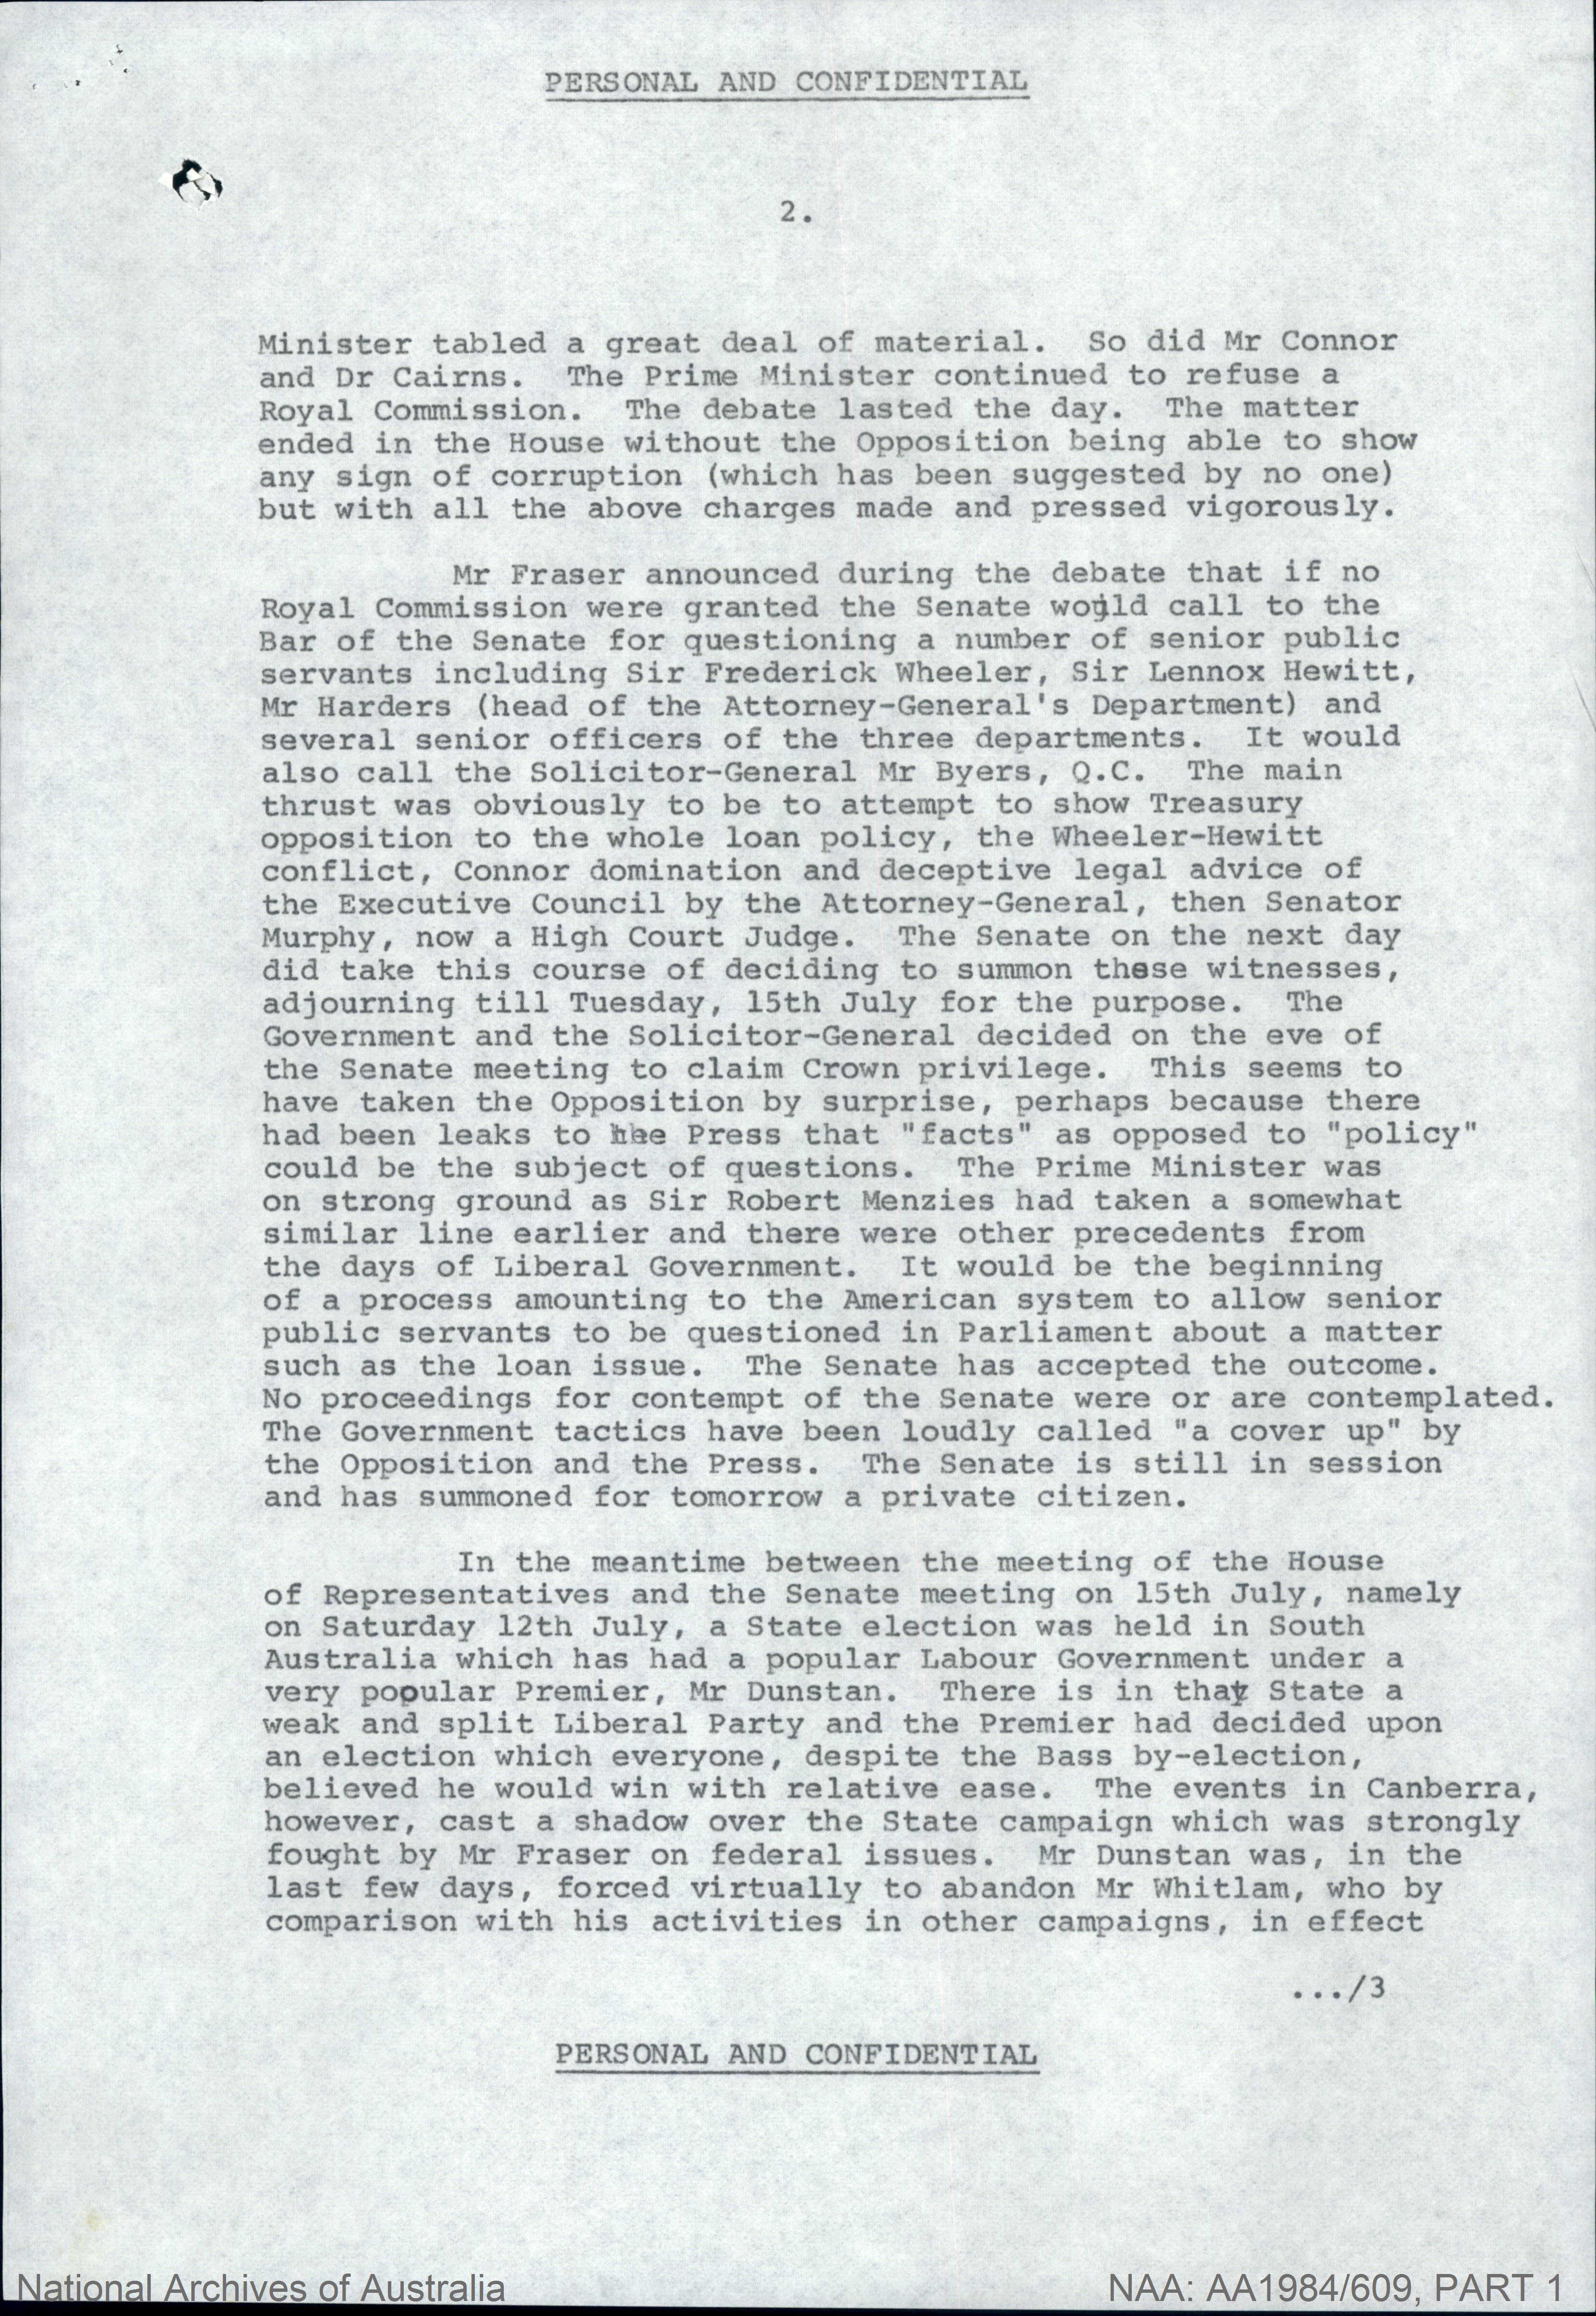 PERSONAL AND CONFIDENTIAL
2.
Minister tabled a great deal of material. So did Mr Connor
and Dr Cairns. The Prime Minister continued to refuse a
Royal Commission. The debate lasted the day. The matter
ended in the House without the Opposition being able to show
any sign of corruption (which has been suggested by no one)
but with all the above charges made and pressed vigorously.
Mr Fraser announced during the debate that if no
Royal Commission were granted the Senate would call to the
Bar of the Senate for questioning a number of senior public
servants including Sir Frederick Wheeler, Sir Lennox Hewitt,
Mr Harders (head of the Attorney-General's Department) and
several senior officers of the three departments. It would
also call the Solicitor-General Mr Byers, Q.C. The main
thrust was obviously to be to attempt to show Treasury
opposition to the whole loan policy, the Wheeler-Hewitt
conflict, Connor domination and deceptive legal advice of
the Executive Council by the Attorney-General, then Senator
Murphy, now a High Court Judge. The Senate on the next day
did take this course of deciding to summon these witnesses,
adjourning till Tuesday, 15th July for the purpose. The
Government and the Solicitor-General decided on the eve of
the Senate meeting to claim Crown privilege. This seems to
have taken the Opposition by surprise, perhaps because there
had been leaks to the Press that "facts" as opposed to "policy"
could be the subject of questions. The Prime Minister was
on strong ground as Sir Robert Menzies had taken a somewhat
similar line earlier and there were other precedents from
the days of Liberal Government. It would be the beginning
of a process amounting to the American system to allow senior
public servants to be questioned in Parliament about a matter
such as the loan issue. The Senate has accepted the outcome.
No proceedings for contempt of the Senate were or are contemplated.
The Government tactics have been loudly called "a cover up" by
the Opposition and the Press. The Senate is still in session
and has summoned for tomorrow a private citizen.
In the meantime between the meeting of the House
of Representatives and the Senate meeting on 15th July, namely
on Saturday 12th July, a State election was held in South
Australia which has had a popular Labour Government under a
very popular Premier, Mr Dunstan. There is in that State a
weak and split Liberal Party and the Premier had decided upon
an election which everyone, despite the Bass by-election,
believed he would win with relative ease. The events in Canberra,
however, cast a shadow over the State campaign which was strongly
fought by Mr Fraser on federal issues. Mr Dunstan was, in the
last few days, forced virtually to abandon Mr Whitlam, who by
comparison with his activities in other campaigns, in effect
.../3
PERSONAL AND CONFIDENTIAL
National Archives of Australia
NAA: AA1984/609, PART 1